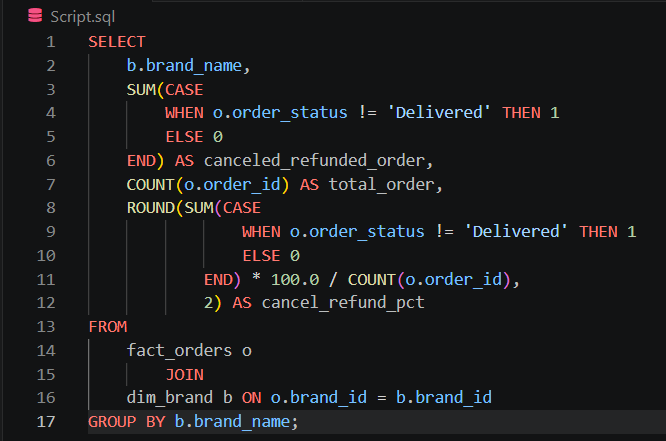 Script.sql
1 SELECT
2 b.brand_name,
3 SUM(CASE
4 WHEN o.order_status != 'Delivered' THEN 1
5 ELSE 0
6 END) AS canceled_refunded_order,
7 COUNT(o.order_id) AS total_order,
8 ROUND(SUM(CASE
9 WHEN o.order_status != 'Delivered' THEN 1
10 ELSE 0
11 END) * 100.0 / COUNT(o.order_id),
12 2) AS cancel_refund_pct
13 FROM
14 fact_orders o
15 JOIN
16 dim_brand b ON o.brand_id = b.brand_id
17 GROUP BY b.brand_name;